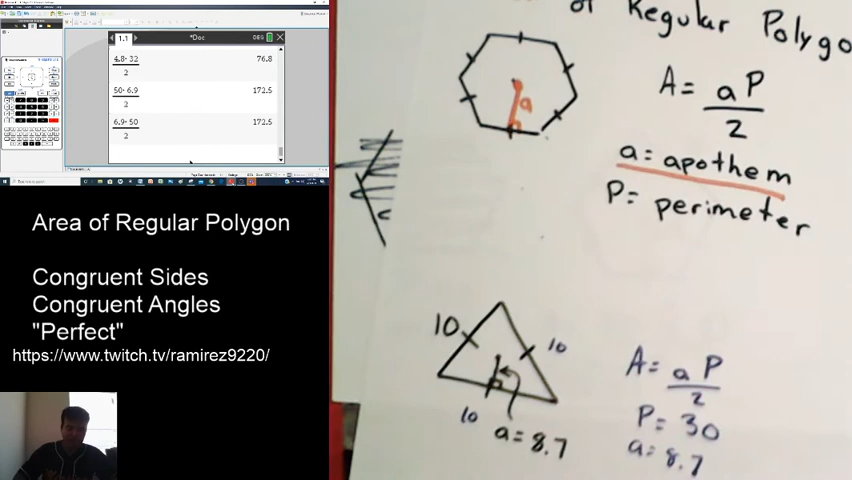 1.1
*Doc
DEG
4.8· 32
2
76.8
50· 6.9
2
172.5
6.9· 50
2
172.5
Area of Regular Polygon
Congruent Sides
Congruent Angles
"Perfect"
https://www.twitch.tv/ramirez9220/
of Regular Polygo
a
A = aP
2
a = apothem
P = perimeter
10
10
10
a = 8.7
A = aP
2
P = 30
a = 8.7